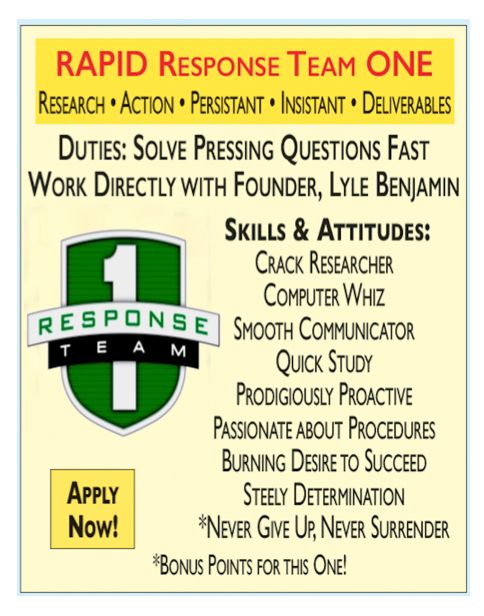 RAPID RESPONSE TEAM ONE
RESEARCH • ACTION • PERSISTANT • INSISTANT • DELIVERABLES
DUTIES: SOLVE PRESSING QUESTIONS FAST
WORK DIRECTLY WITH FOUNDER, LYLE BENJAMIN
SKILLS & ATTITUDES:
CRACK RESEARCHER
COMPUTER WHIZ
SMOOTH COMMUNICATOR
QUICK STUDY
PRODIGIOUSLY PROACTIVE
PASSIONATE ABOUT PROCEDURES
BURNING DESIRE TO SUCCEED
STEELY DETERMINATION
*NEVER GIVE UP, NEVER SURRENDER
*BONUS POINTS FOR THIS ONE!
1
RESPONSE
TEAM
APPLY
NOW!